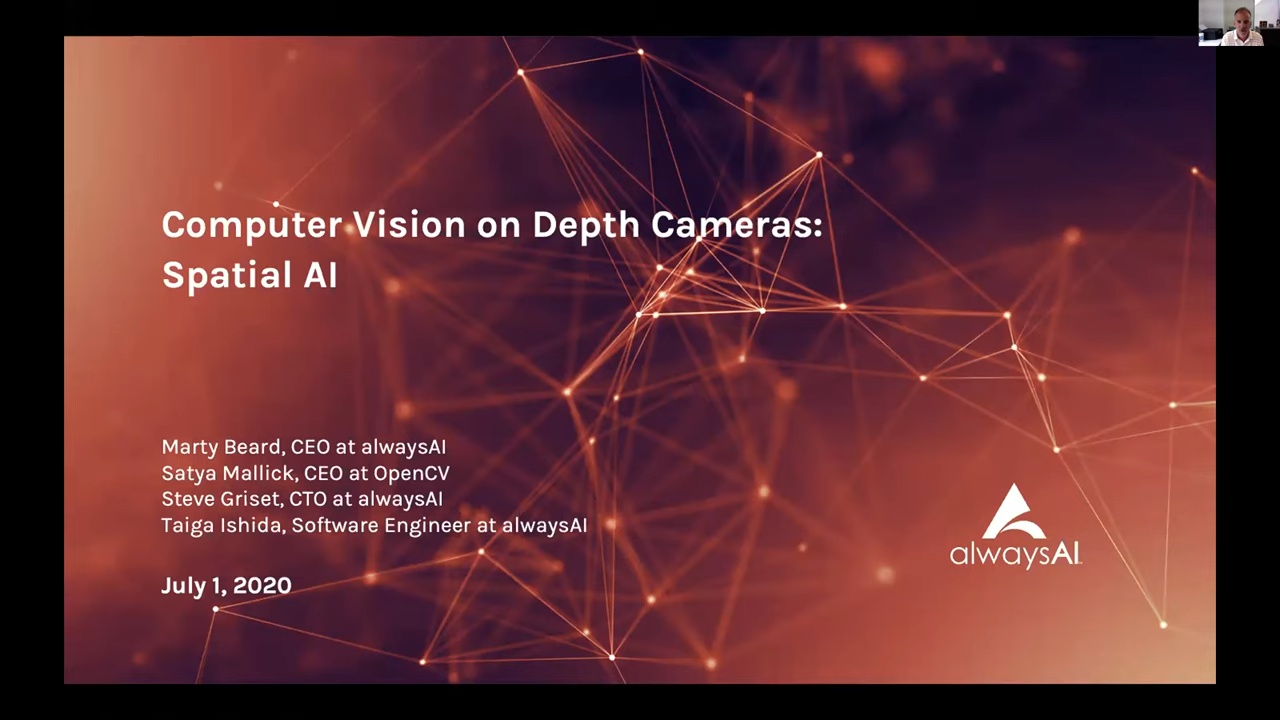 Computer Vision on Depth Cameras:
Spatial AI
Marty Beard, CEO at alwaysAI
Satya Mallick, CEO at OpenCV
Steve Griset, CTO at alwaysAI
Taiga Ishida, Software Engineer at alwaysAI
July 1, 2020
alwaysAI